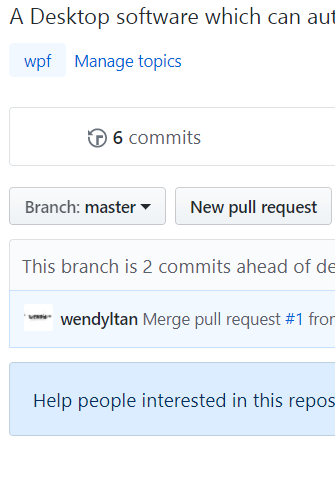 A Desktop software which can aut
wpf Manage topics
6 commits
Branch: master New pull request
This branch is 2 commits ahead of de
wendyltan Merge pull request #1 from
Help people interested in this repos